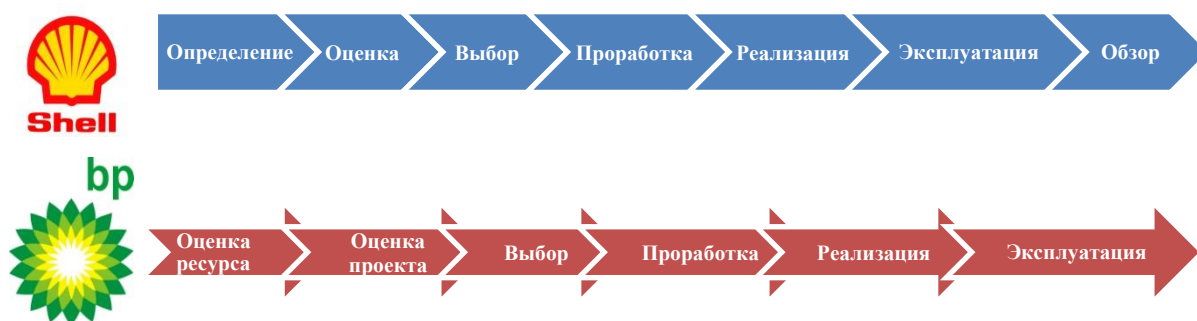 Определение
Оценка
Выбор
Проработка
Реализация
Эксплуатация
Обзор
Shell
bp
Оценка
ресурса
Оценка
проекта
Выбор
Проработка
Реализация
Эксплуатация